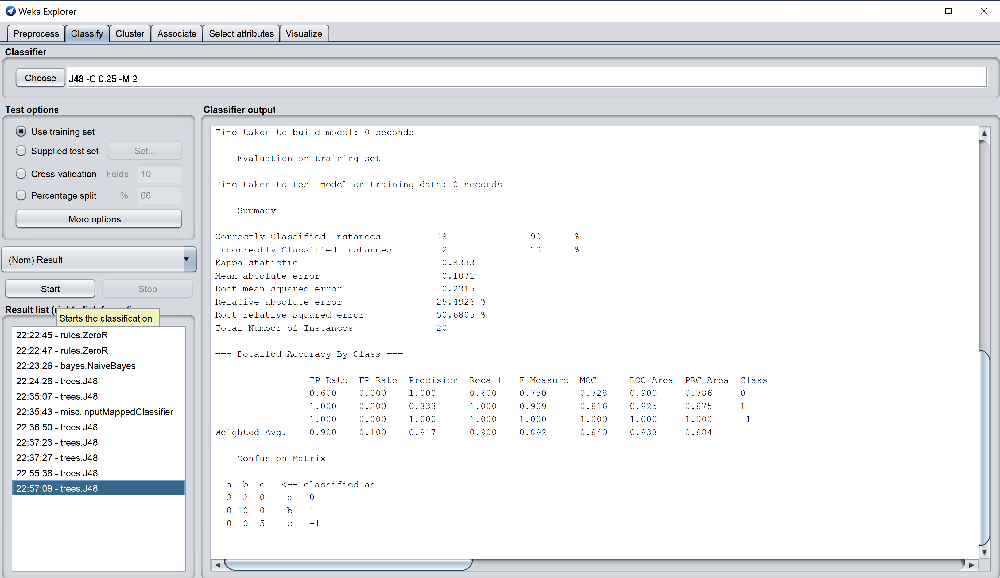 Weka Explorer
Preprocess Classify Cluster Associate Select attributes Visualize
Classifier
Choose J48 -C 0.25 -M 2
Test options
Use training set
Supplied test set Set...
Cross-validation Folds 10
Percentage split % 66
More options...
(Nom) Result
Start Stop
Result list (
Starts the classification
22:22:45 - rules.ZeroR
22:22:47 - rules.ZeroR
22:23:26 - bayes.NaiveBayes
22:24:28 - trees.J48
22:35:07 - trees.J48
22:35:43 - misc.InputMappedClassifier
22:36:50 - trees.J48
22:37:23 - trees.J48
22:37:27 - trees.J48
22:55:38 - trees.J48
22:57:09 - trees.J48
Classifier output
Time taken to build model: 0 seconds
=== Evaluation on training set ===
Time taken to test model on training data: 0 seconds
=== Summary ===
Correctly Classified Instances 18 90 %
Incorrectly Classified Instances 2 10 %
Kappa statistic 0.8333
Mean absolute error 0.1071
Root mean squared error 0.2315
Relative absolute error 25.4926 %
Root relative squared error 50.6805 %
Total Number of Instances 20
=== Detailed Accuracy By Class ===
TP Rate FP Rate Precision Recall F-Measure MCC ROC Area PRC Area Class
0.600 0.000 1.000 0.600 0.750 0.728 0.900 0.786 0
1.000 0.200 0.833 1.000 0.909 0.816 0.925 0.875 1
1.000 0.000 1.000 1.000 1.000 1.000 1.000 1.000 -1
Weighted Avg. 0.900 0.100 0.917 0.900 0.892 0.840 0.938 0.884
=== Confusion Matrix ===
a b c <-- classified as
3 2 0 | a = 0
0 10 0 | b = 1
0 0 5 | c = -1